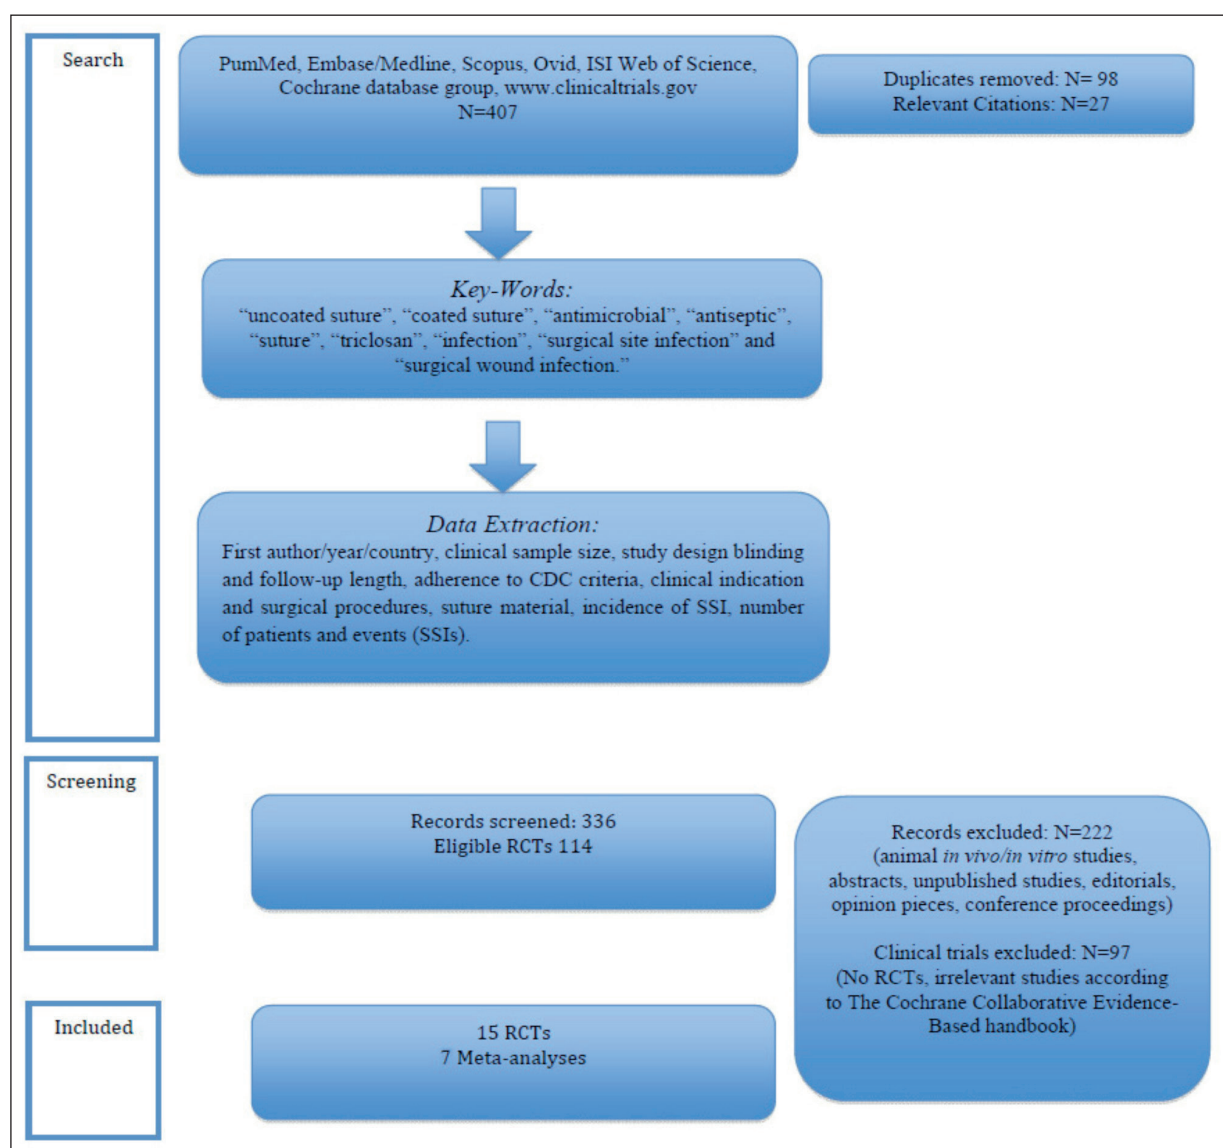 Search
PumMed, Embase/Medline, Scopus, Ovid, ISI Web of Science,
Cochrane database group, www.clinicaltrials.gov
N=407
Duplicates removed: N= 98
Relevant Citations: N=27
Key-Words:
“uncoated suture”, “coated suture”, “antimicrobial”, “antiseptic”,
“suture”, “triclosan”, “infection”, “surgical site infection” and
“surgical wound infection.”
Data Extraction:
First author/year/country, clinical sample size, study design blinding
and follow-up length, adherence to CDC criteria, clinical indication
and surgical procedures, suture material, incidence of SSI, number
of patients and events (SSIs).
Screening
Records screened: 336
Eligible RCTs 114
Records excluded: N=222
(animal in vivo/in vitro studies,
abstracts, unpublished studies, editorials,
opinion pieces, conference proceedings)
Clinical trials excluded: N=97
(No RCTs, irrelevant studies according
to The Cochrane Collaborative Evidence-
Based handbook)
Included
15 RCTs
7 Meta-analyses